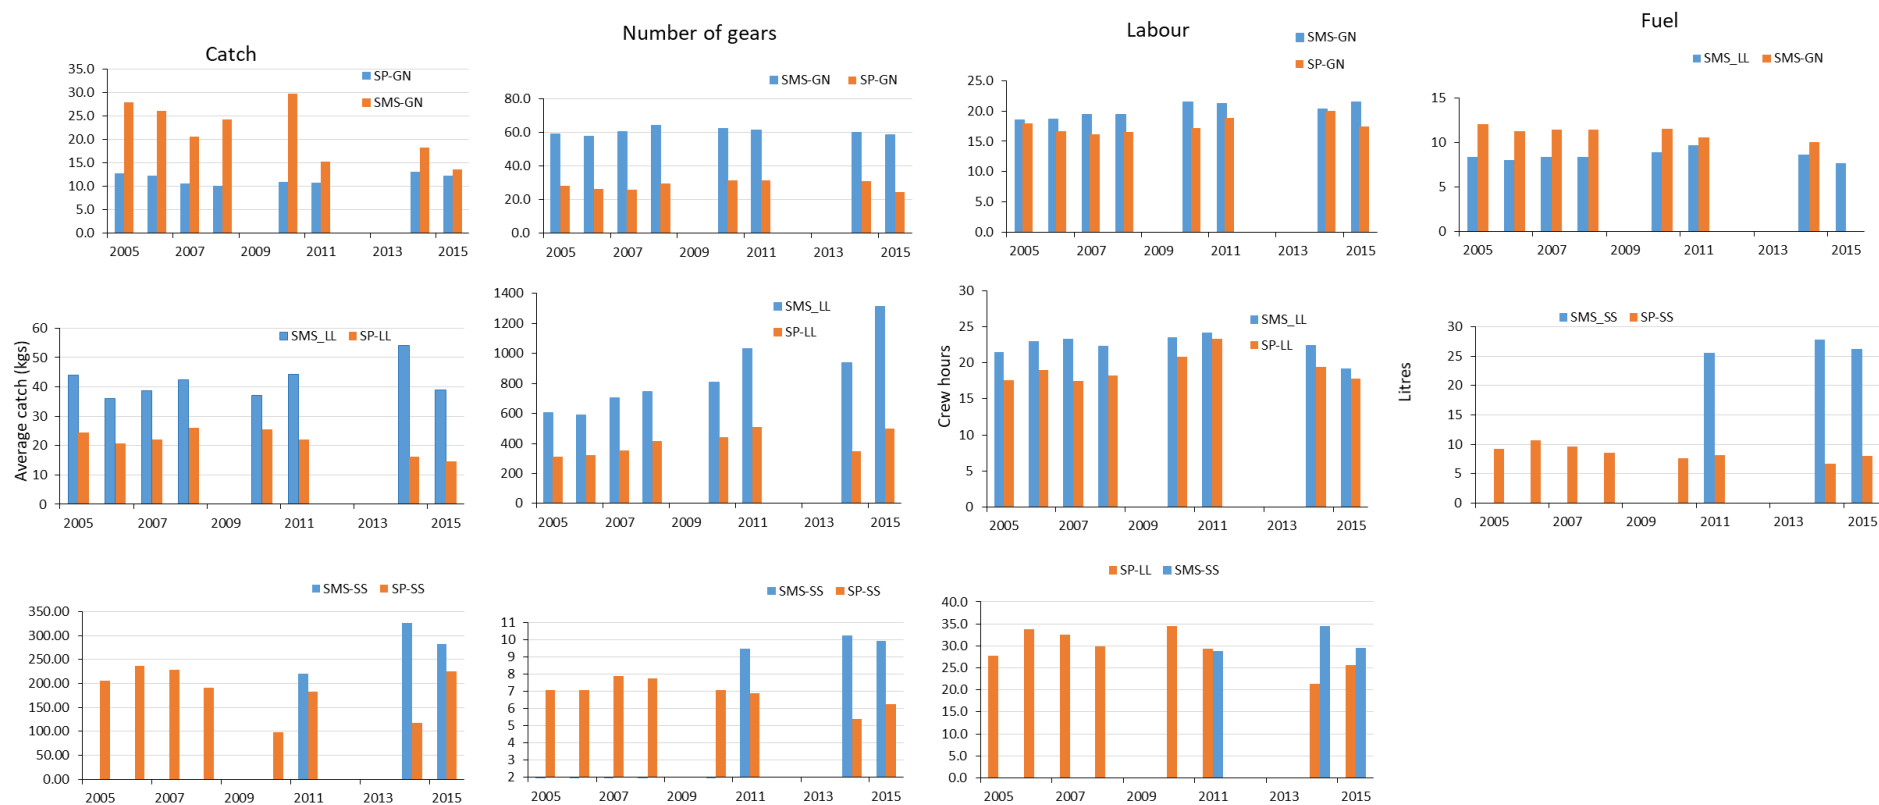 Catch
SP-GN
SMS-GN
35.0
30.0
25.0
20.0
15.0
10.0
5.0
0.0
2005 2007 2009 2011 2013 2015
Number of gears
SMS-GN SP-GN
80.0
60.0
40.0
20.0
0.0
2005 2007 2009 2011 2013 2015
Labour
SMS-GN
SP-GN
25.0
20.0
15.0
10.0
5.0
0.0
2005 2007 2009 2011 2013 2015
Fuel
SMS_LL SMS-GN
15
10
5
0
2005 2007 2009 2011 2013 2015
Average catch (kgs)
SMS_LL SP-LL
60
50
40
30
20
10
0
2005 2007 2009 2011 2013 2015
SMS_LL
SP-LL
1400
1200
1000
800
600
400
200
0
2005 2007 2009 2011 2013 2015
Crew hours
SMS_LL
SP-LL
30
25
20
15
10
5
0
2005 2007 2009 2011 2013 2015
Litres
SMS_SS SP-SS
30
25
20
15
10
5
0
2005 2007 2009 2011 2013 2015
SMS-SS SP-SS
350.00
300.00
250.00
200.00
150.00
100.00
50.00
0.00
2005 2007 2009 2011 2013 2015
SMS-SS SP-SS
11
10
9
8
7
6
5
4
3
2
2005 2007 2009 2011 2013 2015
SP-LL SMS-SS
40.0
35.0
30.0
25.0
20.0
15.0
10.0
5.0
0.0
2005 2007 2009 2011 2013 2015